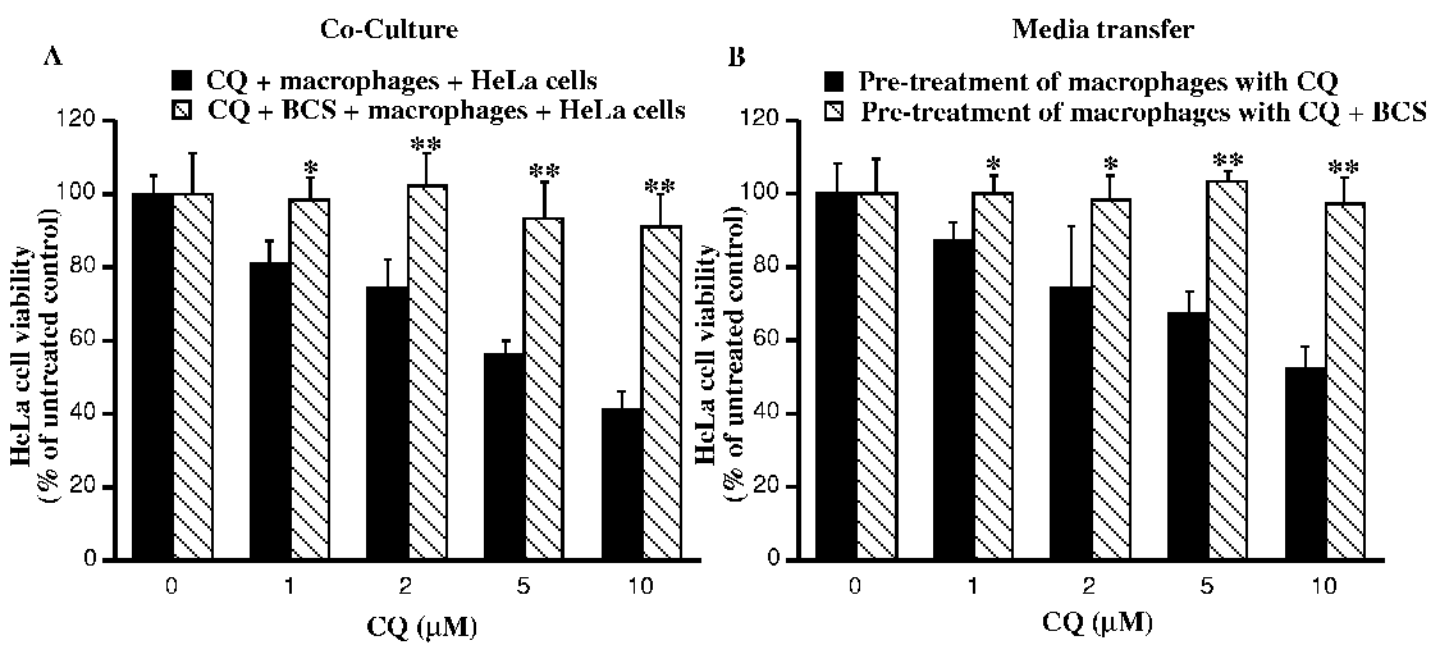 Co-Culture
A
CQ + macrophages + HeLa cells
CQ + BCS + macrophages + HeLa cells
120
100
80
60
40
20
0
* ** ** **
HeLa cell viability
(% of untreated control)
0 1 2 5 10
CQ (µM)
Media transfer
B
Pre-treatment of macrophages with CQ
Pre-treatment of macrophages with CQ + BCS
120
100
80
60
40
20
0
* * ** **
HeLa cell viability
(% of untreated control)
0 1 2 5 10
CQ (µM)